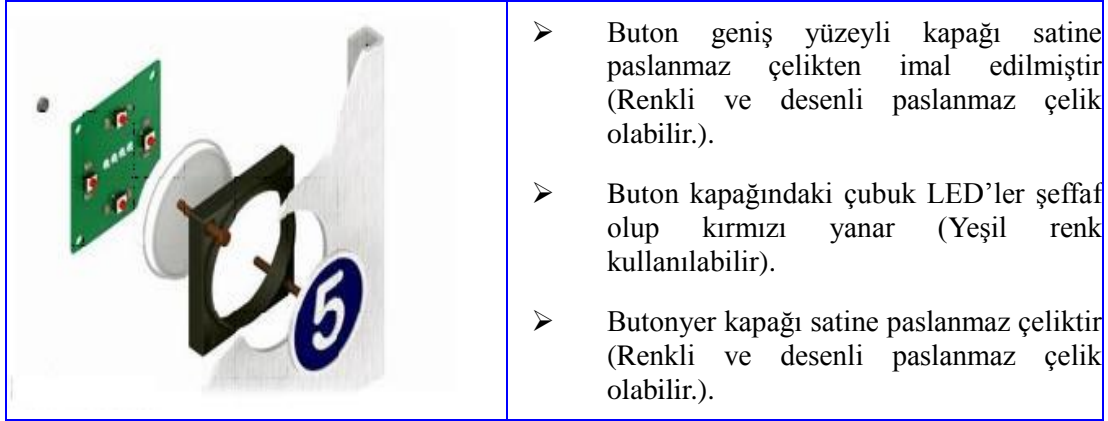 5
➢ Buton geniş yüzeyli kapağı satine
paslanmaz çelikten imal edilmiştir
(Renkli ve desenli paslanmaz çelik
olabilir.).
➢ Buton kapağındaki çubuk LED’ler şeffaf
olup kırmızı yanar (Yeşil renk
kullanılabilir).
➢ Butonyer kapağı satine paslanmaz çeliktir
(Renkli ve desenli paslanmaz çelik
olabilir.).